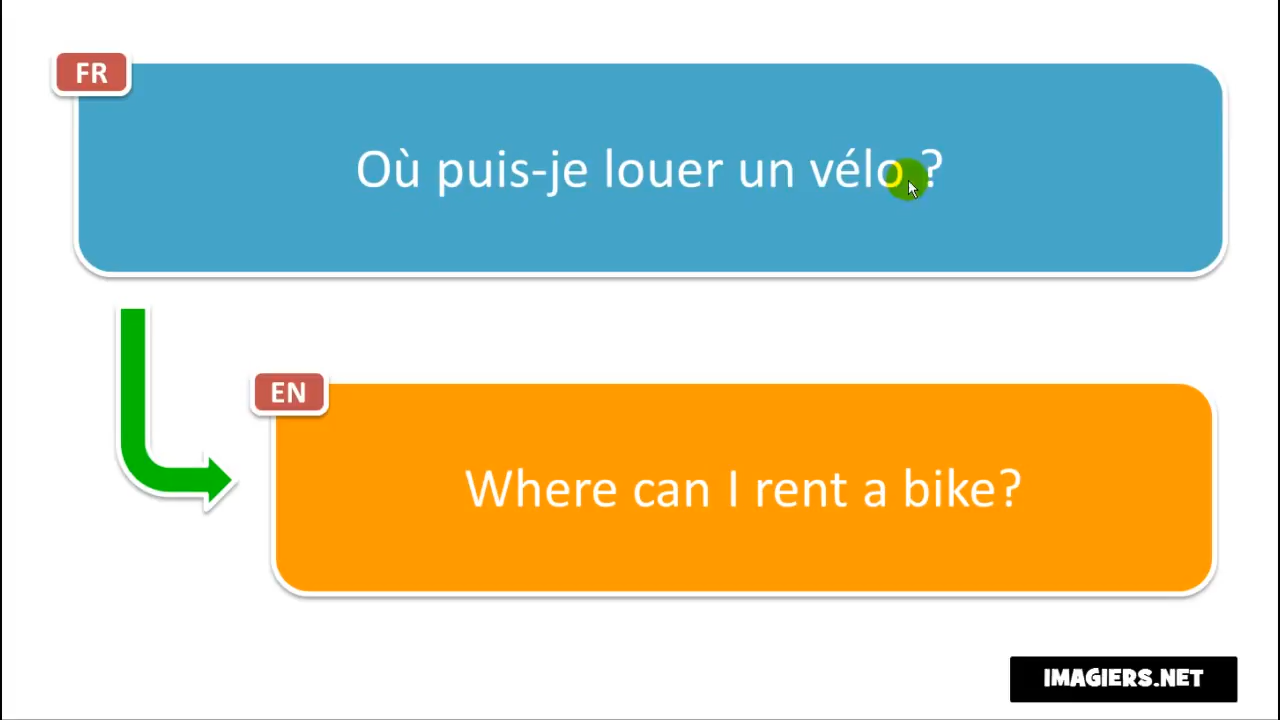 FR
Où puis-je louer un vélo ?
EN
Where can I rent a bike?
IMAGIERS.NET